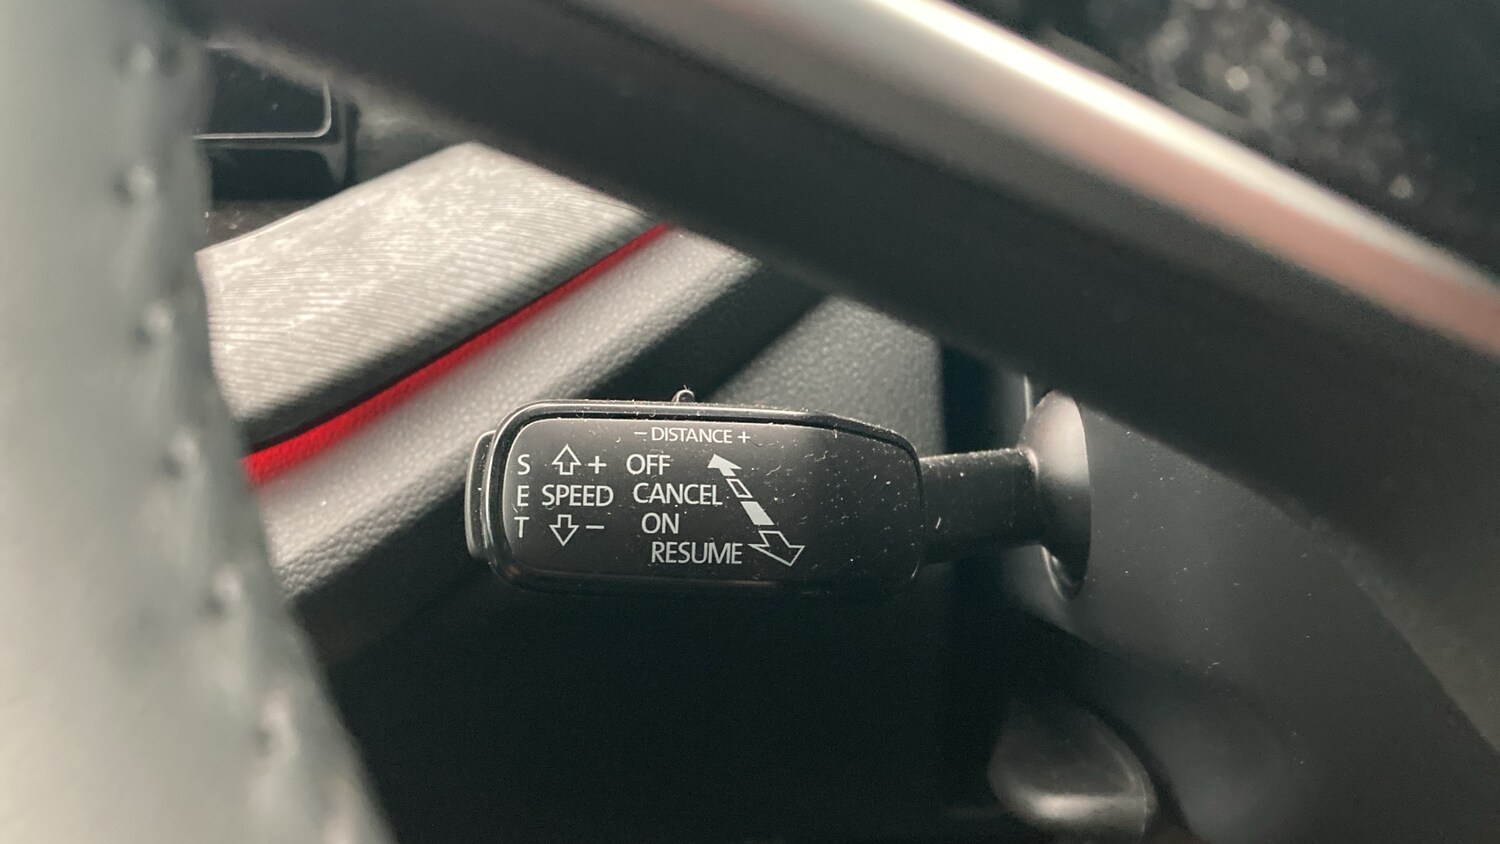 − DISTANCE +
S + OFF
E SPEED CANCEL
T − ON
RESUME